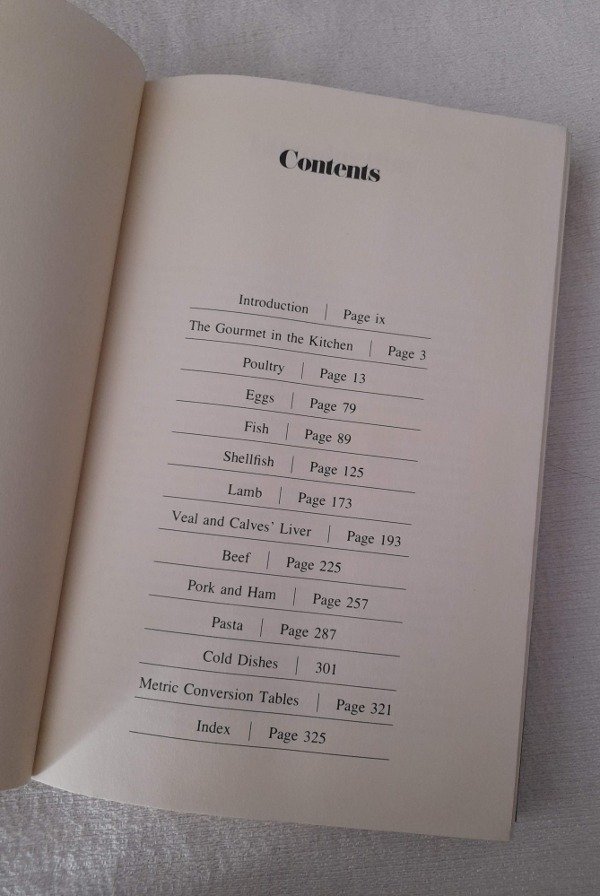 Contents
Introduction | Page ix
The Gourmet in the Kitchen | Page 3
Poultry | Page 13
Eggs | Page 79
Fish | Page 89
Shellfish | Page 125
Lamb | Page 173
Veal and Calves' Liver | Page 193
Beef | Page 225
Pork and Ham | Page 257
Pasta | Page 287
Cold Dishes | 301
Metric Conversion Tables | Page 321
Index | Page 325